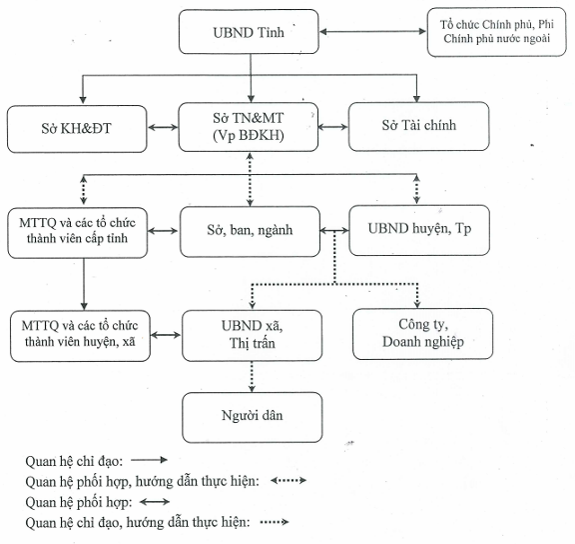 UBND Tỉnh
Tổ chức Chính phủ, Phi
Chính phủ nước ngoài
Sở KH&ĐT
Sở TN&MT
(Vp BĐKH)
Sở Tài chính
MTTQ và các tổ chức
thành viên cấp tỉnh
Sở, ban, ngành
UBND huyện, Tp
MTTQ và các tổ chức
thành viên huyện, xã
UBND xã,
Thị trấn
Công ty,
Doanh nghiệp
Người dân
Quan hệ chỉ đạo:
Quan hệ phối hợp, hướng dẫn thực hiện:
Quan hệ phối hợp:
Quan hệ chỉ đạo, hướng dẫn thực hiện: